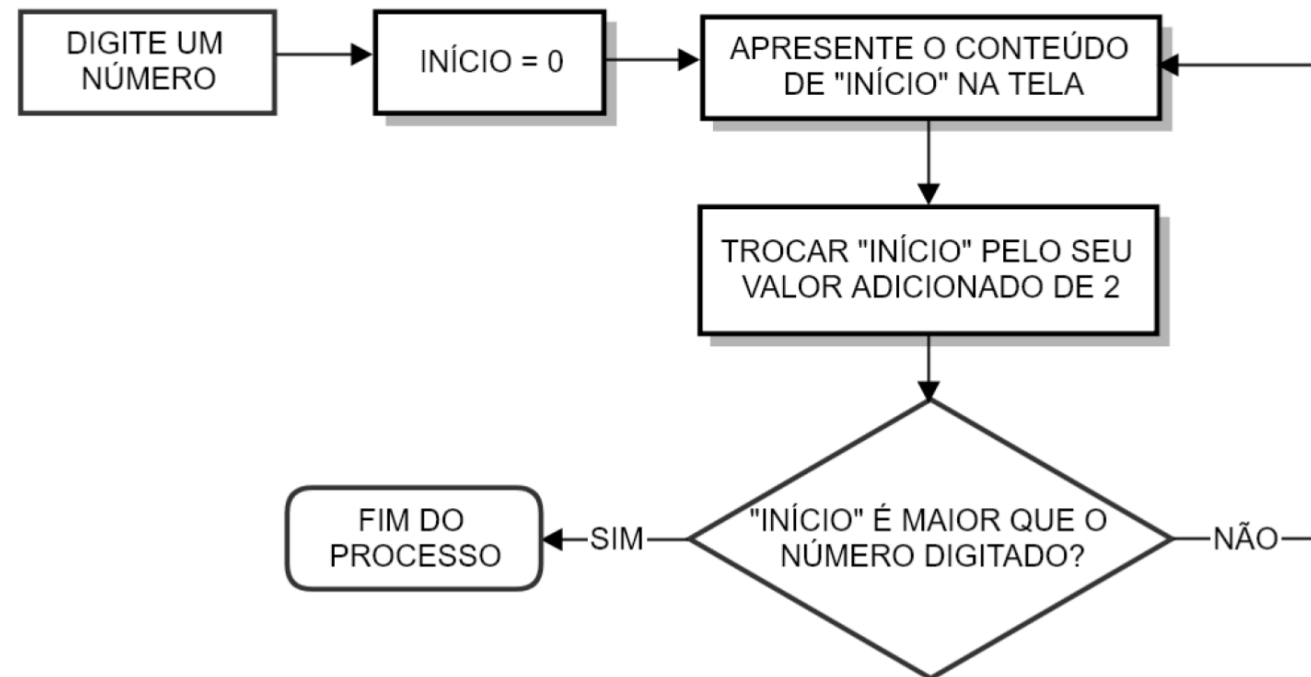 DIGITE UM
NÚMERO
INÍCIO = 0
APRESENTE O CONTEÚDO
DE "INÍCIO" NA TELA
TROCAR "INÍCIO" PELO SEU
VALOR ADICIONADO DE 2
"INÍCIO" É MAIOR QUE O
NÚMERO DIGITADO?
SIM
FIM DO
PROCESSO
NÃO